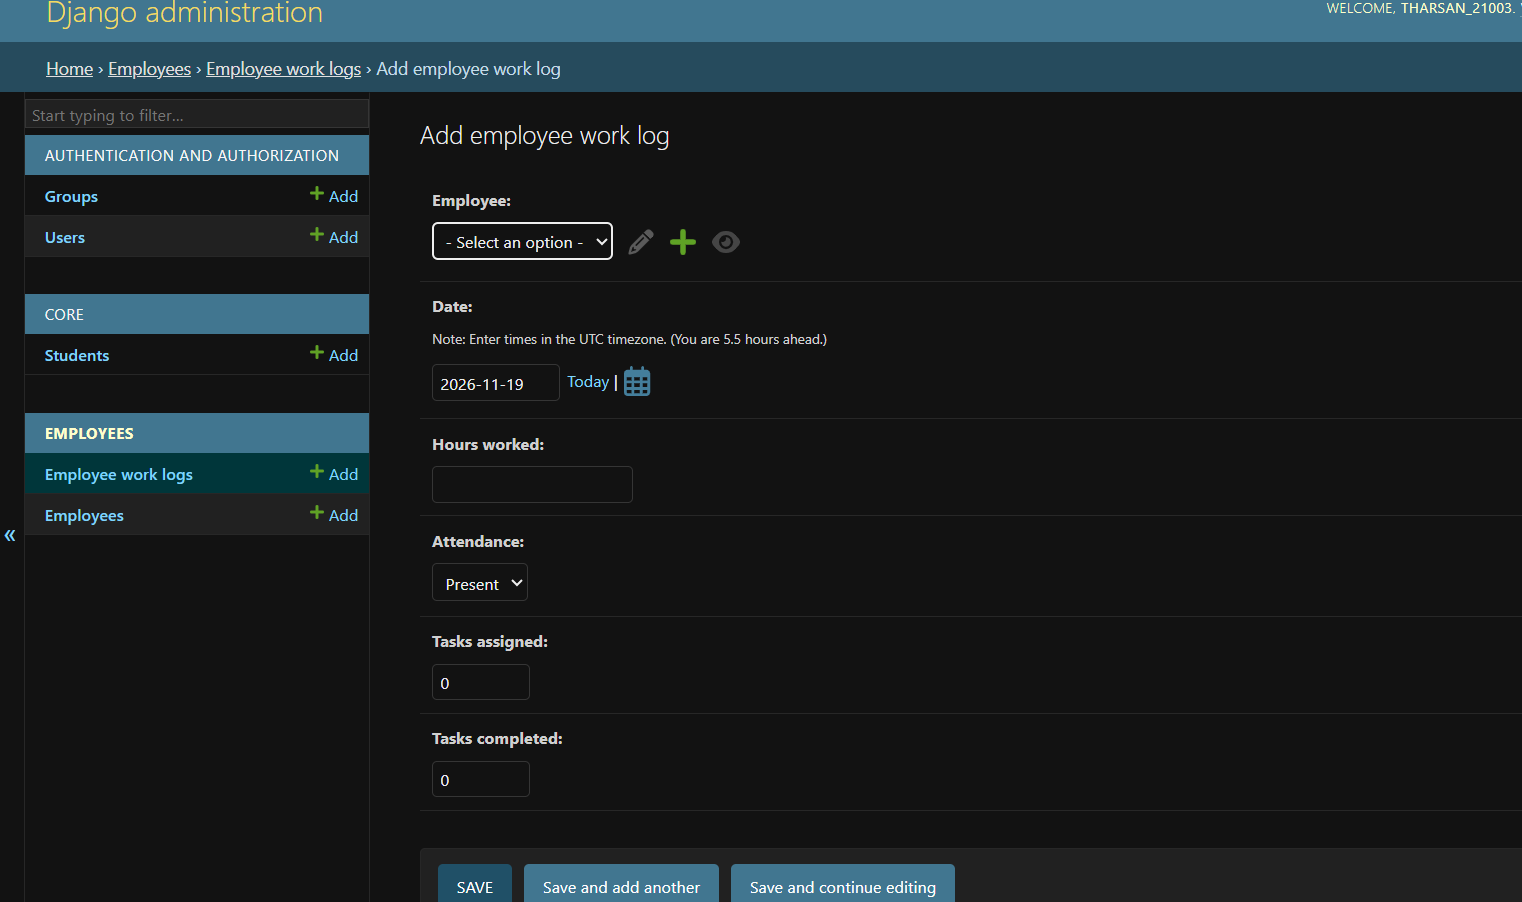 Django administration
WELCOME, THARSAN_21003.
Home › Employees › Employee work logs › Add employee work log
Start typing to filter...
AUTHENTICATION AND AUTHORIZATION
Groups + Add
Users + Add
CORE
Students + Add
EMPLOYEES
Employee work logs + Add
Employees + Add
«
Add employee work log
Employee:
- Select an option -
Date:
Note: Enter times in the UTC timezone. (You are 5.5 hours ahead.)
2026-11-19 Today |
Hours worked:
Attendance:
Present
Tasks assigned:
0
Tasks completed:
0
SAVE Save and add another Save and continue editing